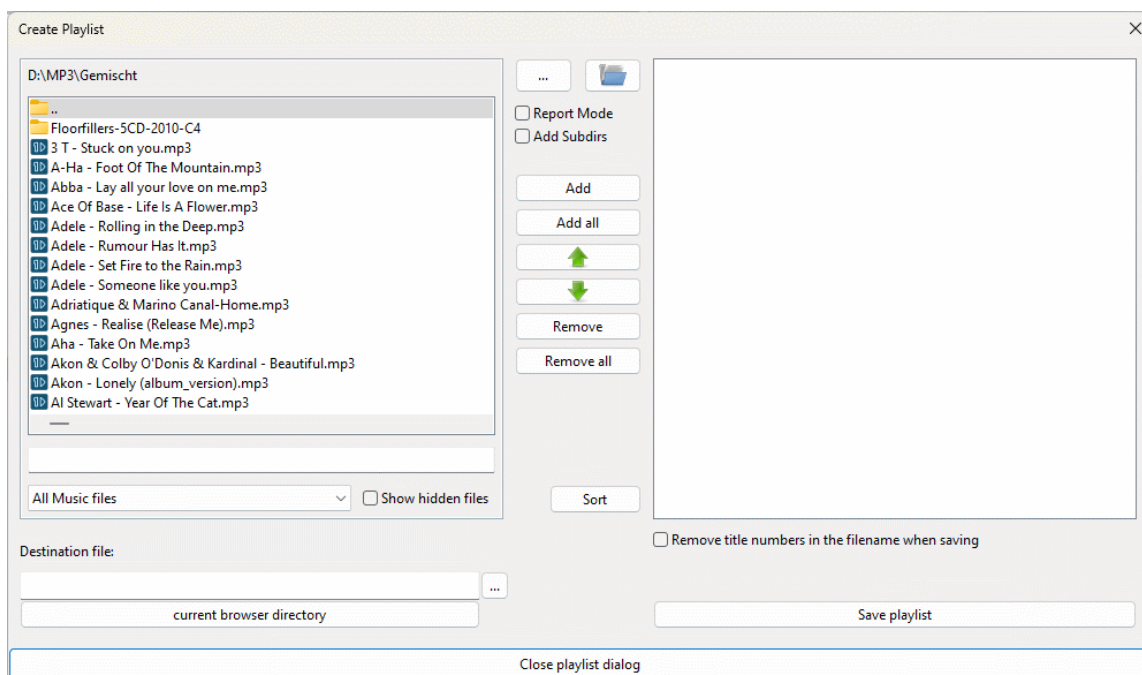 Create Playlist
D:\MP3\Gemischt
..
Floorfillers-5CD-2010-C4
3 T - Stuck on you.mp3
A-Ha - Foot Of The Mountain.mp3
Abba - Lay all your love on me.mp3
Ace Of Base - Life Is A Flower.mp3
Adele - Rolling in the Deep.mp3
Adele - Rumour Has It.mp3
Adele - Set Fire to the Rain.mp3
Adele - Someone like you.mp3
Adriatique & Marino Canal-Home.mp3
Agnes - Realise (Release Me).mp3
Aha - Take On Me.mp3
Akon & Colby O'Donis & Kardinal - Beautiful.mp3
Akon - Lonely (album_version).mp3
Al Stewart - Year Of The Cat.mp3
All Music files
Show hidden files
...
Report Mode
Add Subdirs
Add
Add all
Remove
Remove all
Sort
Remove title numbers in the filename when saving
Destination file:
...
current browser directory
Save playlist
Close playlist dialog